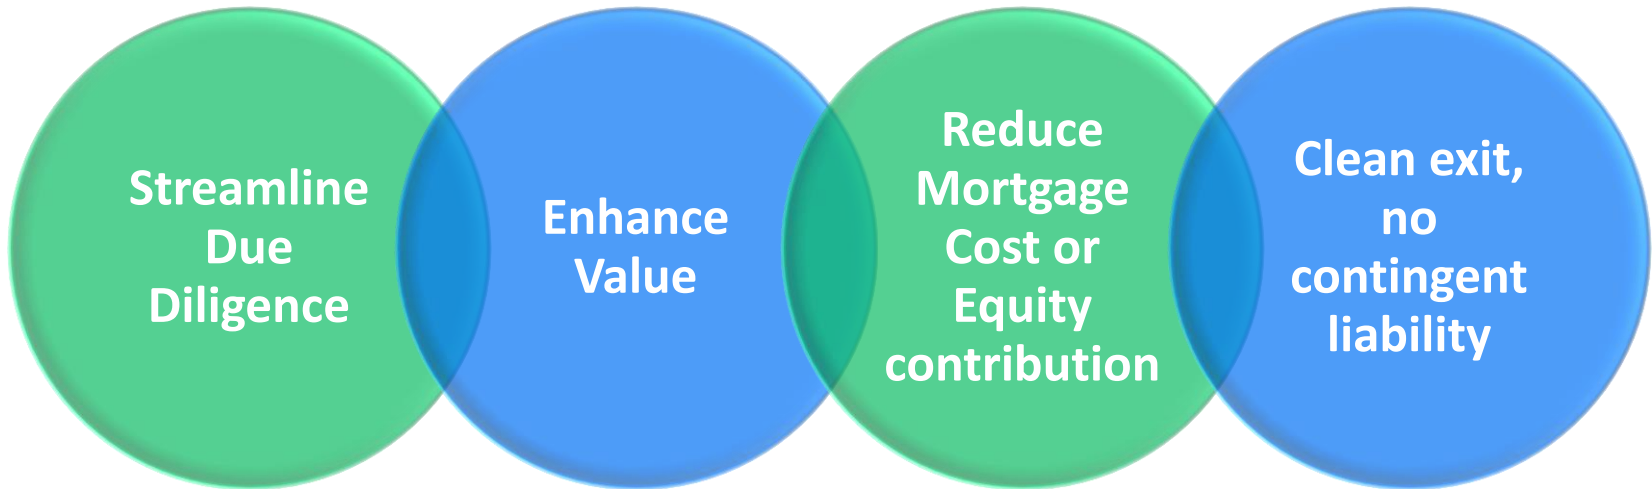 Streamline
Due
Diligence
Enhance
Value
Reduce
Mortgage
Cost or
Equity
contribution
Clean exit,
no
contingent
liability